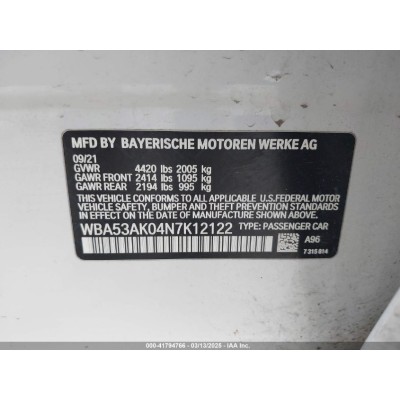 MFD BY BAYERISCHE MOTOREN WERKE AG
09/21
GVWR 4420 lbs 2005 kg
GAWR FRONT 2414 lbs 1095 kg
GAWR REAR 2194 lbs 995 kg
THIS VEHICLE CONFORMS TO ALL APPLICABLE U.S.FEDERAL MOTOR
VEHICLE SAFETY, BUMPER, AND THEFT PREVENTION STANDARDS
IN EFFECT ON THE DATE OF MANUFACTURE SHOWN ABOVE.
WBA53AK04N7K12122 TYPE: PASSENGER CAR
A96
7 315 814
000-41794766 - 03/13/2025 - IAA Inc.